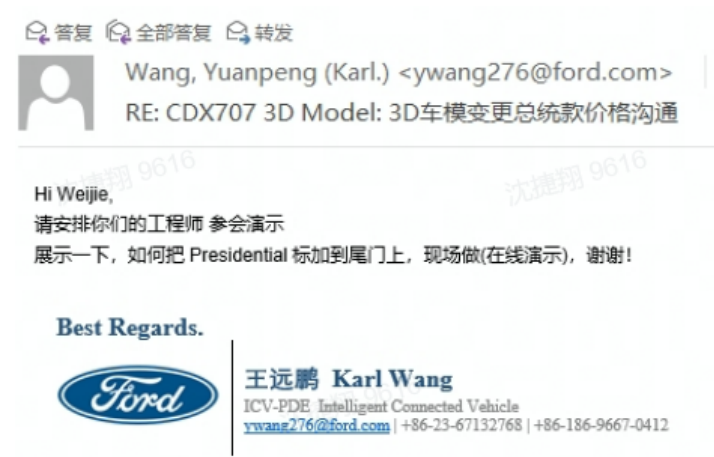 答复 全部答复 转发
Wang, Yuanpeng (Karl.) <ywang276@ford.com>
RE: CDX707 3D Model: 3D车模变更总统款价格沟通
沈捷翔 9616
沈捷翔 9616
Hi Weijie,
请安排你们的工程师 参会演示
展示一下，如何把 Presidential 标加到尾门上，现场做(在线演示)，谢谢！
Best Regards.
Ford
王远鹏 Karl Wang
ICV-PDE Intelligent Connected Vehicle
ywang276@ford.com | +86-23-67132768 | +86-186-9667-0412